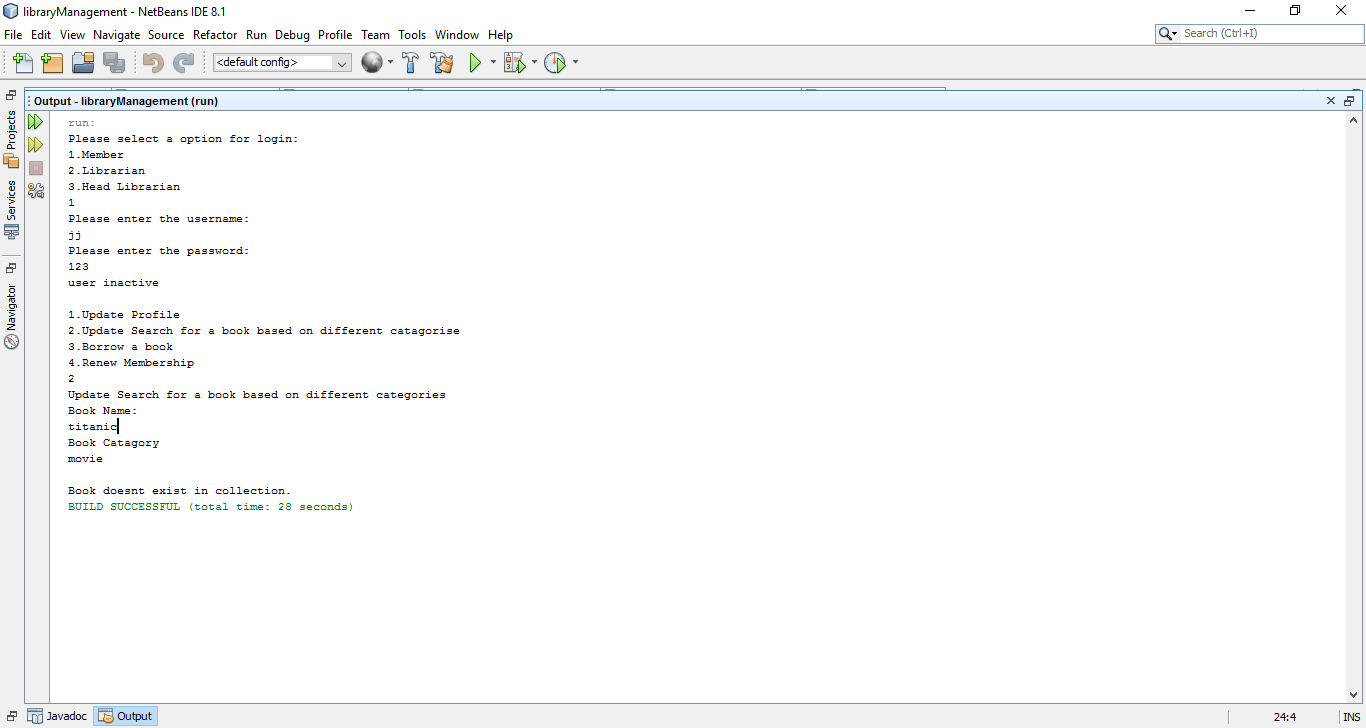 libraryManagement - NetBeans IDE 8.1
File Edit View Navigate Source Refactor Run Debug Profile Team Tools Window Help
Search (Ctrl+I)
<default config>
Output - libraryManagement (run)
Projects
Services
Navigator
run:
Please select a option for login:
1.Member
2.Librarian
3.Head Librarian
1
Please enter the username:
jj
Please enter the password:
123
user inactive
1.Update Profile
2.Update Search for a book based on different catagorise
3.Borrow a book
4.Renew Membership
2
Update Search for a book based on different categories
Book Name:
titanic
Book Catagory
movie
Book doesnt exist in collection.
BUILD SUCCESSFUL (total time: 28 seconds)
Javadoc
Output
24:4
INS